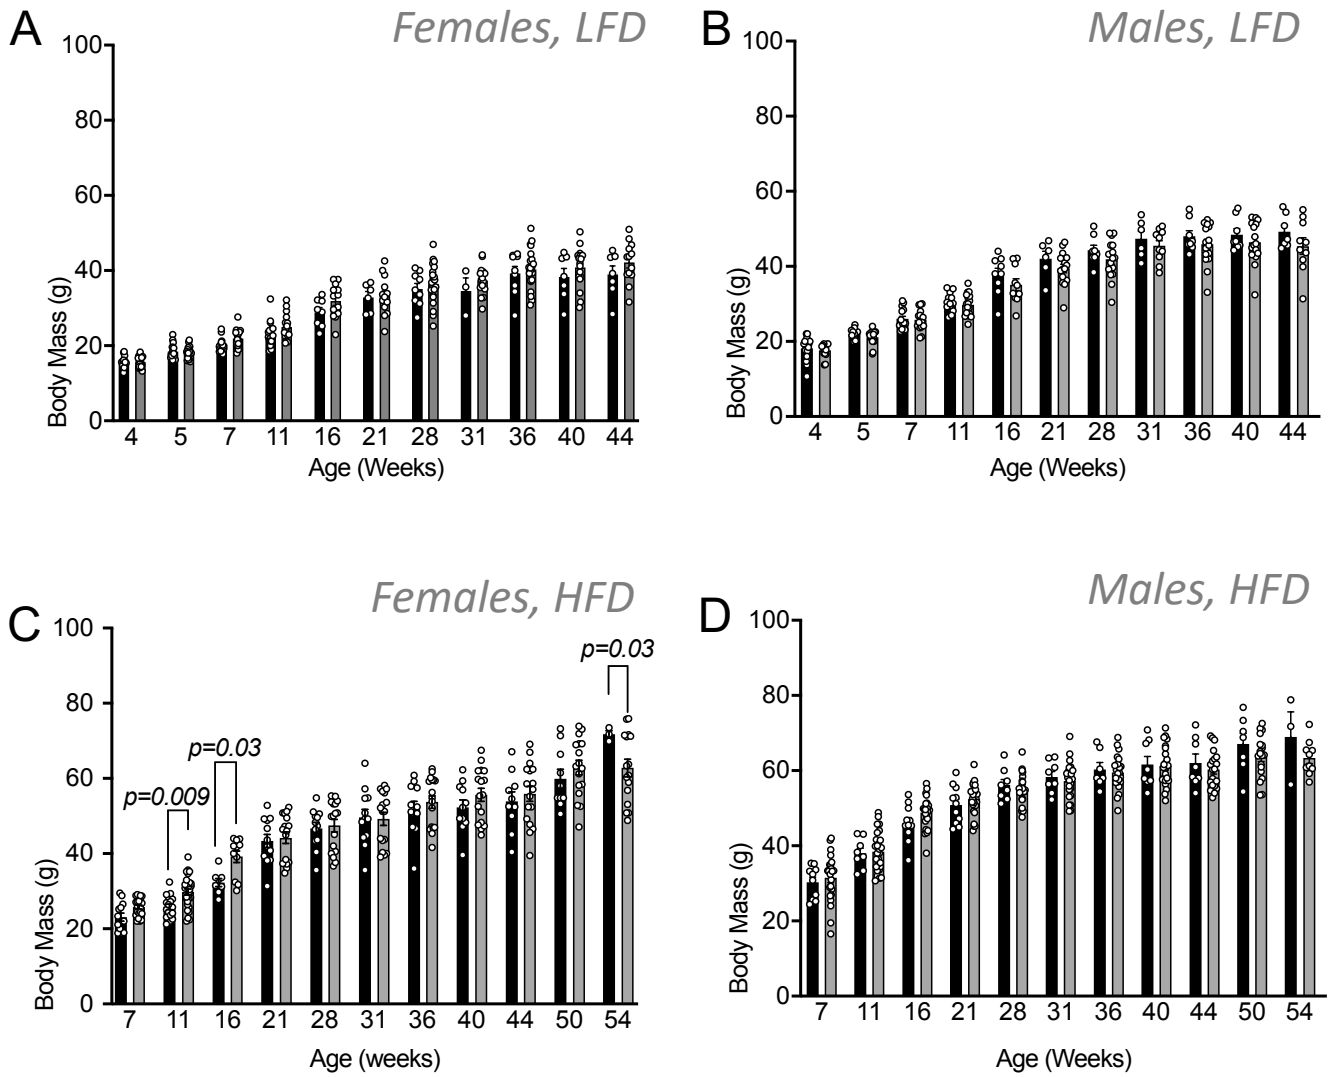 A
Females, LFD
100
80
60
40
20
0
Body Mass (g)
4 5 7 11 16 21 28 31 36 40 44
Age (Weeks)
B
Males, LFD
100
80
60
40
20
0
Body Mass (g)
4 5 7 11 16 21 28 31 36 40 44
Age (Weeks)
C
Females, HFD
100
80
60
40
20
0
Body Mass (g)
p=0.009
p=0.03
p=0.03
7 11 16 21 28 31 36 40 44 50 54
Age (weeks)
D
Males, HFD
100
80
60
40
20
0
Body Mass (g)
7 11 16 21 28 31 36 40 44 50 54
Age (Weeks)